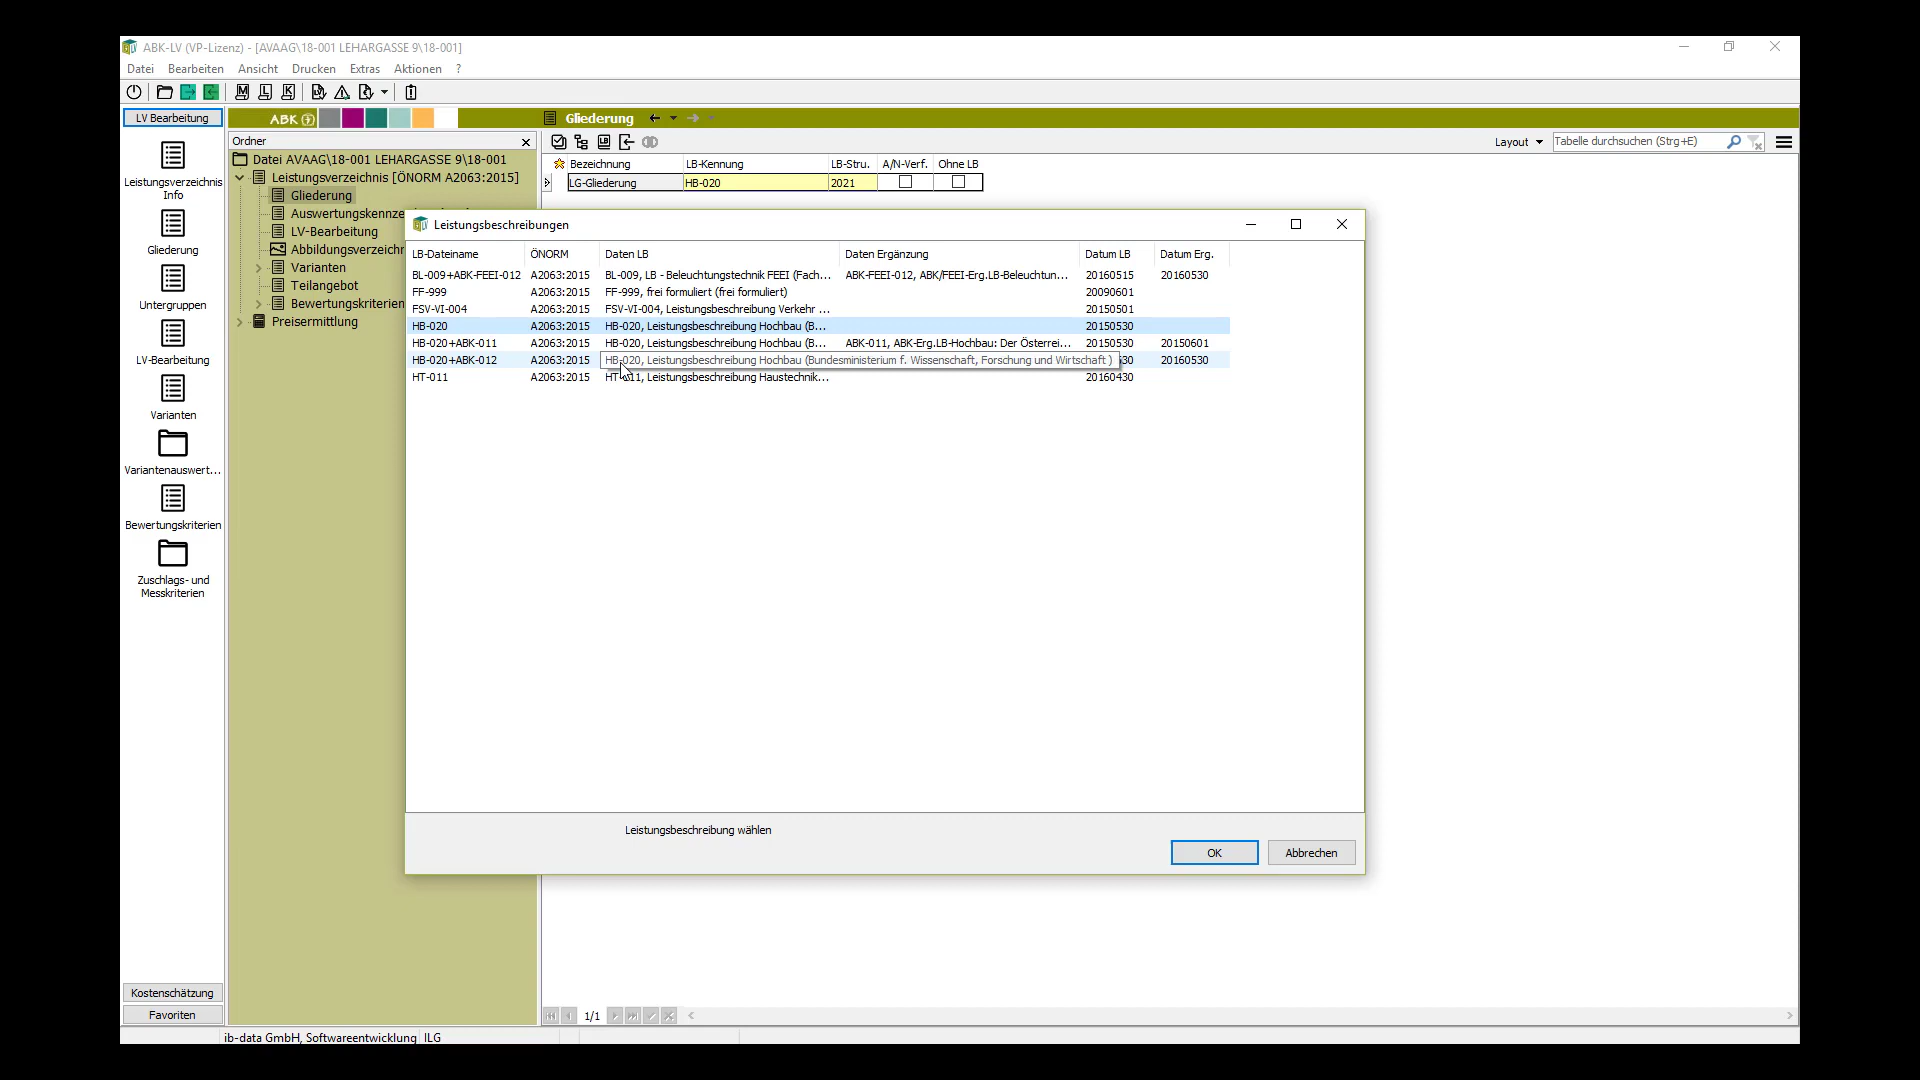 ABK-LV (VP-Lizenz) - [AVAAG\18-001 LEHARGASSE 9\18-001]
Datei Bearbeiten Ansicht Drucken Extras Aktionen ?
LV Bearbeitung
ABK
Gliederung
Ordner
Layout
Tabelle durchsuchen (Strg+E)
Leistungsverzeichnis
Info
Gliederung
Untergruppen
LV-Bearbeitung
Varianten
Variantenauswert...
Bewertungskriterien
Zuschlags- und
Messkriterien
Kostenschätzung
Favoriten
Datei AVAAG\18-001 LEHARGASSE 9\18-001
Leistungsverzeichnis [ÖNORM A2063:2015]
Gliederung
Auswertungskennze
LV-Bearbeitung
Abbildungsverzeichr
Varianten
Teilangebot
Bewertungskriterien
Preisermittlung
Bezeichnung LB-Kennung LB-Stru. A/N-Verf. Ohne LB
LG-Gliederung HB-020 2021
Leistungsbeschreibungen
LB-Dateiname ÖNORM Daten LB Daten Ergänzung Datum LB Datum Erg.
BL-009+ABK-FEEI-012 A2063:2015 BL-009, LB - Beleuchtungstechnik FEEI (Fach... ABK-FEEI-012, ABK/FEEI-Erg.LB-Beleuchtun... 20160515 20160530
FF-999 A2063:2015 FF-999, frei formuliert (frei formuliert) 20090601
FSV-VI-004 A2063:2015 FSV-VI-004, Leistungsbeschreibung Verkehr ... 20150501
HB-020 A2063:2015 HB-020, Leistungsbeschreibung Hochbau (B... 20150530
HB-020+ABK-011 A2063:2015 HB-020, Leistungsbeschreibung Hochbau (B... ABK-011, ABK-Erg.LB-Hochbau: Der Österrei... 20150530 20150601
HB-020+ABK-012 A2063:2015 HB-020, Leistungsbeschreibung Hochbau (Bundesministerium f. Wissenschaft, Forschung und Wirtschaft ) 30 20160530
HT-011 A2063:2015 HT-011, Leistungsbeschreibung Haustechnik... 20160430
Leistungsbeschreibung wählen
OK Abbrechen
1/1
ib-data GmbH, Softwareentwicklung ILG